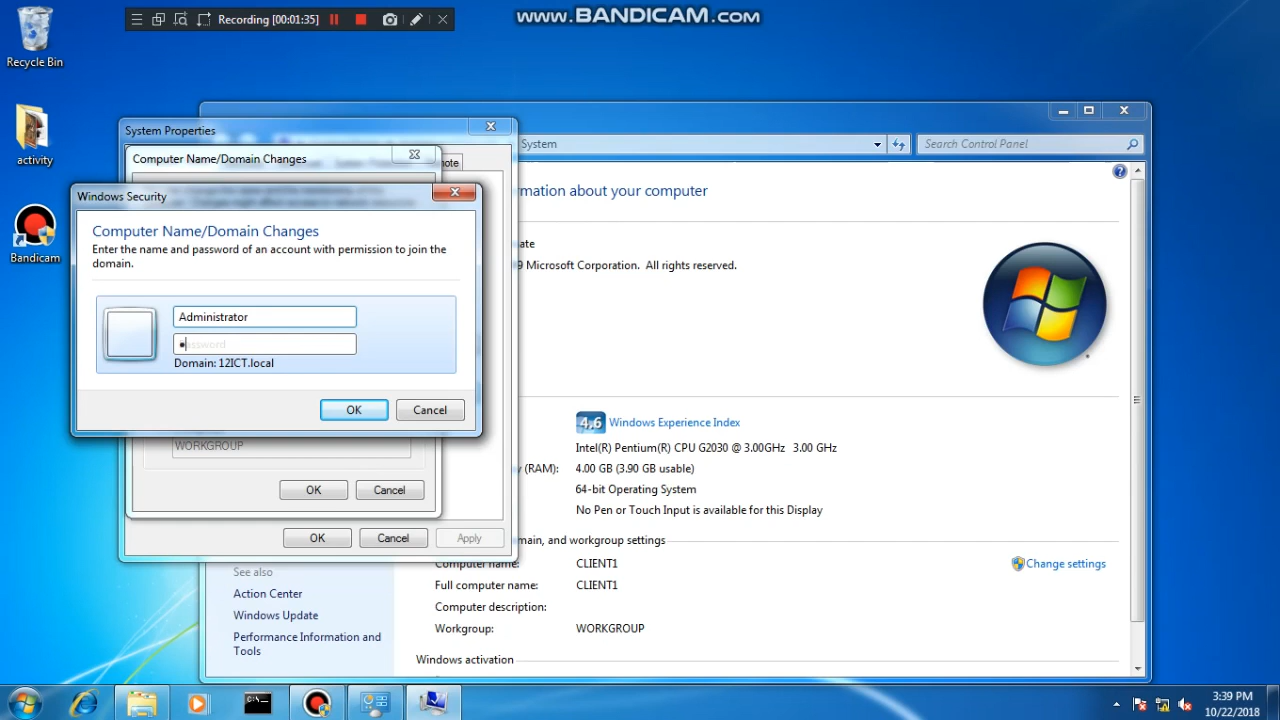 Recording [00:01:35]
www.BANDICAM.com
Recycle Bin
activity
Bandicam
System
Search Control Panel
System Properties
Computer Name/Domain Changes
note
Windows Security
Computer Name/Domain Changes
Enter the name and password of an account with permission to join the
domain.
Administrator
Domain: 12ICT.local
OK
Cancel
WORKGROUP
OK
Cancel
OK
Cancel
Apply
mation about your computer
ate
9 Microsoft Corporation. All rights reserved.
4.6
Windows Experience Index
Intel(R) Pentium(R) CPU G2030 @ 3.00GHz 3.00 GHz
y (RAM):
4.00 GB (3.90 GB usable)
64-bit Operating System
No Pen or Touch Input is available for this Display
main, and workgroup settings
Computer name:
CLIENT1
Change settings
Full computer name:
CLIENT1
Computer description:
Workgroup:
WORKGROUP
Windows activation
See also
Action Center
Windows Update
Performance Information and
Tools
3:39 PM
10/22/2018